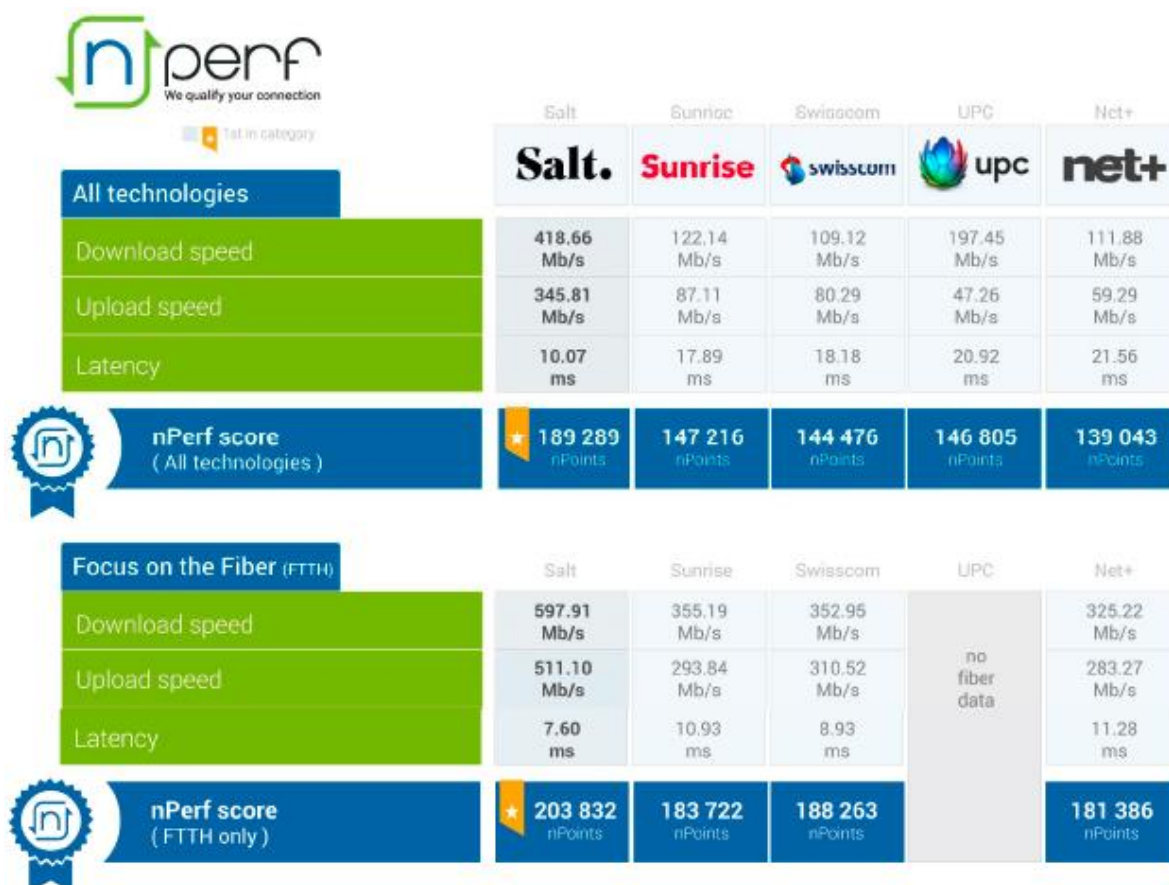 nperf
We qualify your connection
1st in category
Salt Sunrise Swisscom UPC Net+
Salt. Sunrise swisscom upc net+
All technologies
Download speed 418.66 Mb/s 122.14 Mb/s 109.12 Mb/s 197.45 Mb/s 111.88 Mb/s
Upload speed 345.81 Mb/s 87.11 Mb/s 80.29 Mb/s 47.26 Mb/s 59.29 Mb/s
Latency 10.07 ms 17.89 ms 18.18 ms 20.92 ms 21.56 ms
n
nPerf score
( All technologies )
189 289 nPoints 147 216 nPoints 144 476 nPoints 146 805 nPoints 139 043 nPoints
Focus on the Fiber (FTTH) Salt Sunrise Swisscom UPC Net+
Download speed 597.91 Mb/s 355.19 Mb/s 352.95 Mb/s 325.22 Mb/s
Upload speed 511.10 Mb/s 293.84 Mb/s 310.52 Mb/s no fiber data 283.27 Mb/s
Latency 7.60 ms 10.93 ms 8.93 ms 11.28 ms
n
nPerf score
( FTTH only )
203 832 nPoints 183 722 nPoints 188 263 nPoints 181 386 nPoints